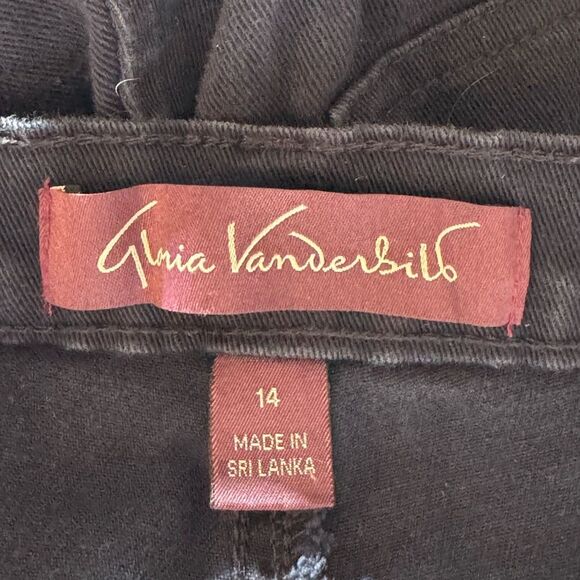 Gloria Vanderbilt
14
MADE IN
SRI LANKA